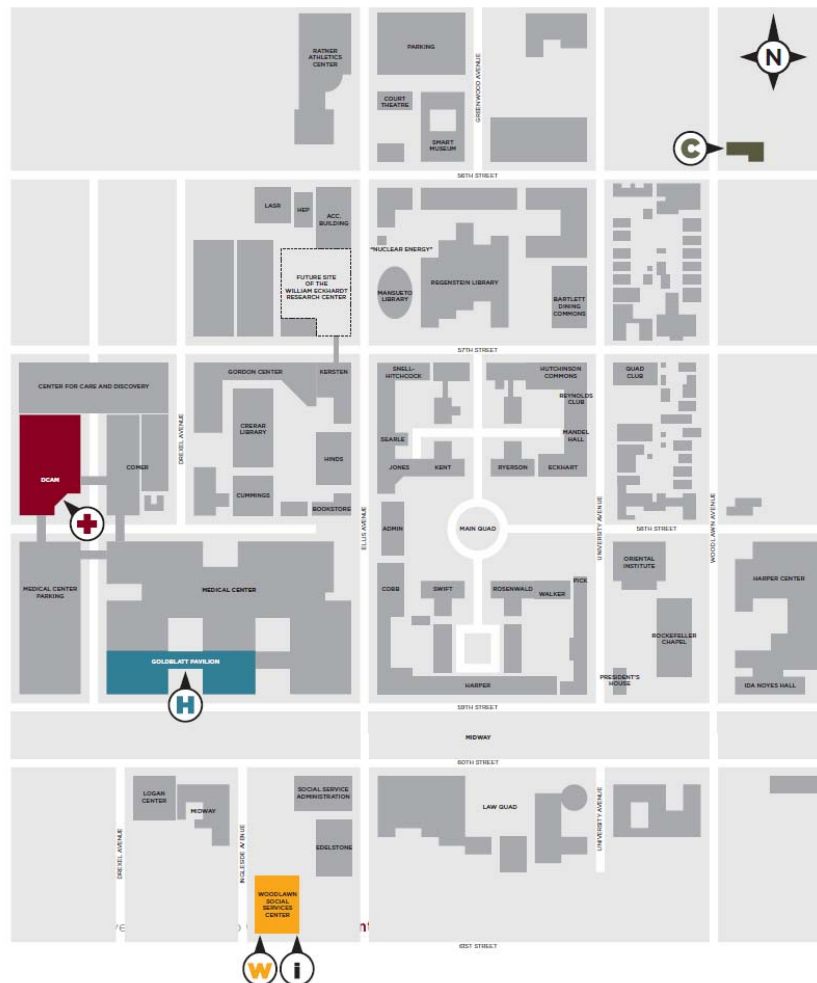 RATNER
ATHLETICS
CENTER
PARKING
GREENWOOD AVENUE
N
COURT
THEATRE
SMART
MUSEUM
C
56TH STREET
LASR
HEP
ACC.
BUILDING
"NUCLEAR ENERGY"
FUTURE SITE
OF THE
WILLIAM ECKHARDT
RESEARCH CENTER
MANSUETO
LIBRARY
REGENSTEIN LIBRARY
BARTLETT
DINING
COMMONS
57TH STREET
CENTER FOR CARE AND DISCOVERY
DREXEL AVENUE
GORDON CENTER
KERSTEN
SNELL-
HITCHCOCK
HUTCHINSON
COMMONS
QUAD
CLUB
REYNOLDS
CLUB
CRERAR
LIBRARY
SEARLE
MANDEL
HALL
DCAM
COMER
HINDS
JONES
KENT
RYERSON
ECKHART
CUMMINGS
BOOKSTORE
ELLIS AVENUE
ADMIN
MAIN QUAD
UNIVERSITY AVENUE
58TH STREET
WOODLAWN AVENUE
MEDICAL CENTER
PARKING
MEDICAL CENTER
COBB
SWIFT
ROSENWALD
WALKER
PICK
ORIENTAL
INSTITUTE
HARPER CENTER
ROCKEFELLER
CHAPEL
GOLDBLATT PAVILION
H
HARPER
PRESIDENT'S
HOUSE
IDA NOYES HALL
59TH STREET
MIDWAY
60TH STREET
LOGAN
CENTER
MIDWAY
SOCIAL SERVICE
ADMINISTRATION
LAW QUAD
DREXEL AVENUE
INGLESIDE AVENUE
EDELSTONE
UNIVERSITY AVENUE
WOODLAWN
SOCIAL
SERVICES
CENTER
61ST STREET
W
i